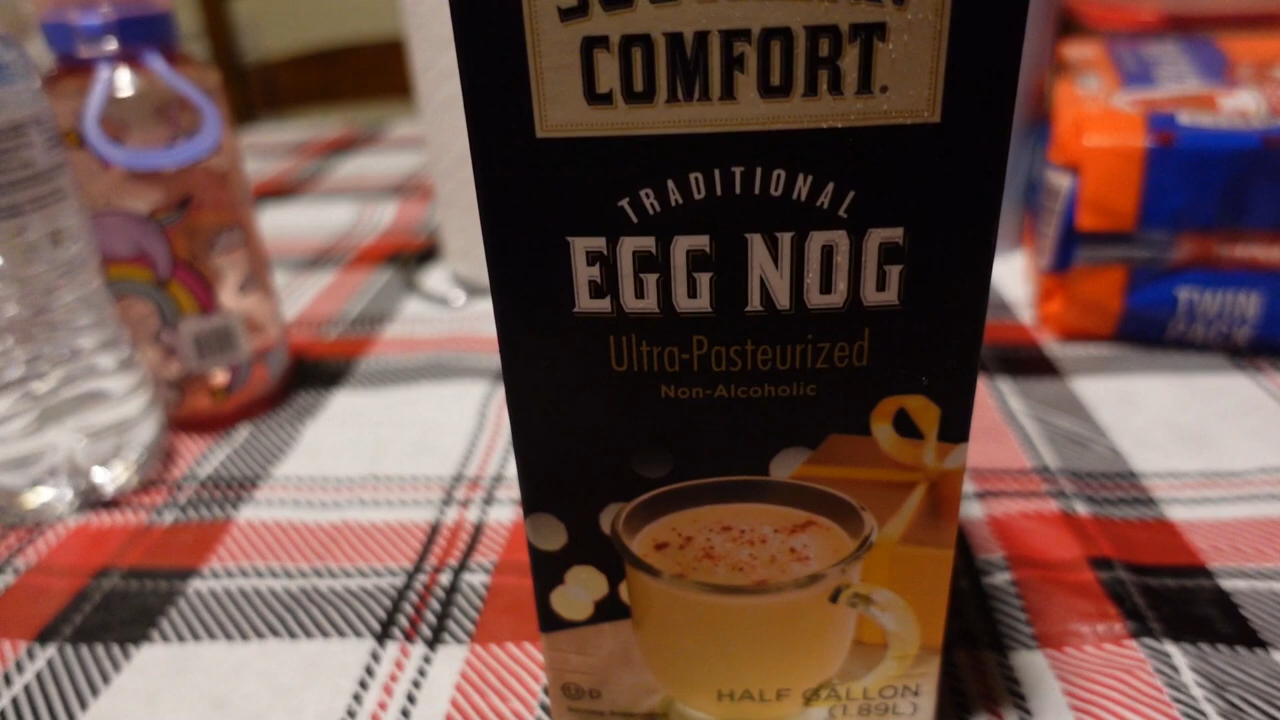 COMFORT.
TRADITIONAL
EGG NOG
Ultra-Pasteurized
Non-Alcoholic
HALF GALLON
(1.89L)
TWIN
PACK